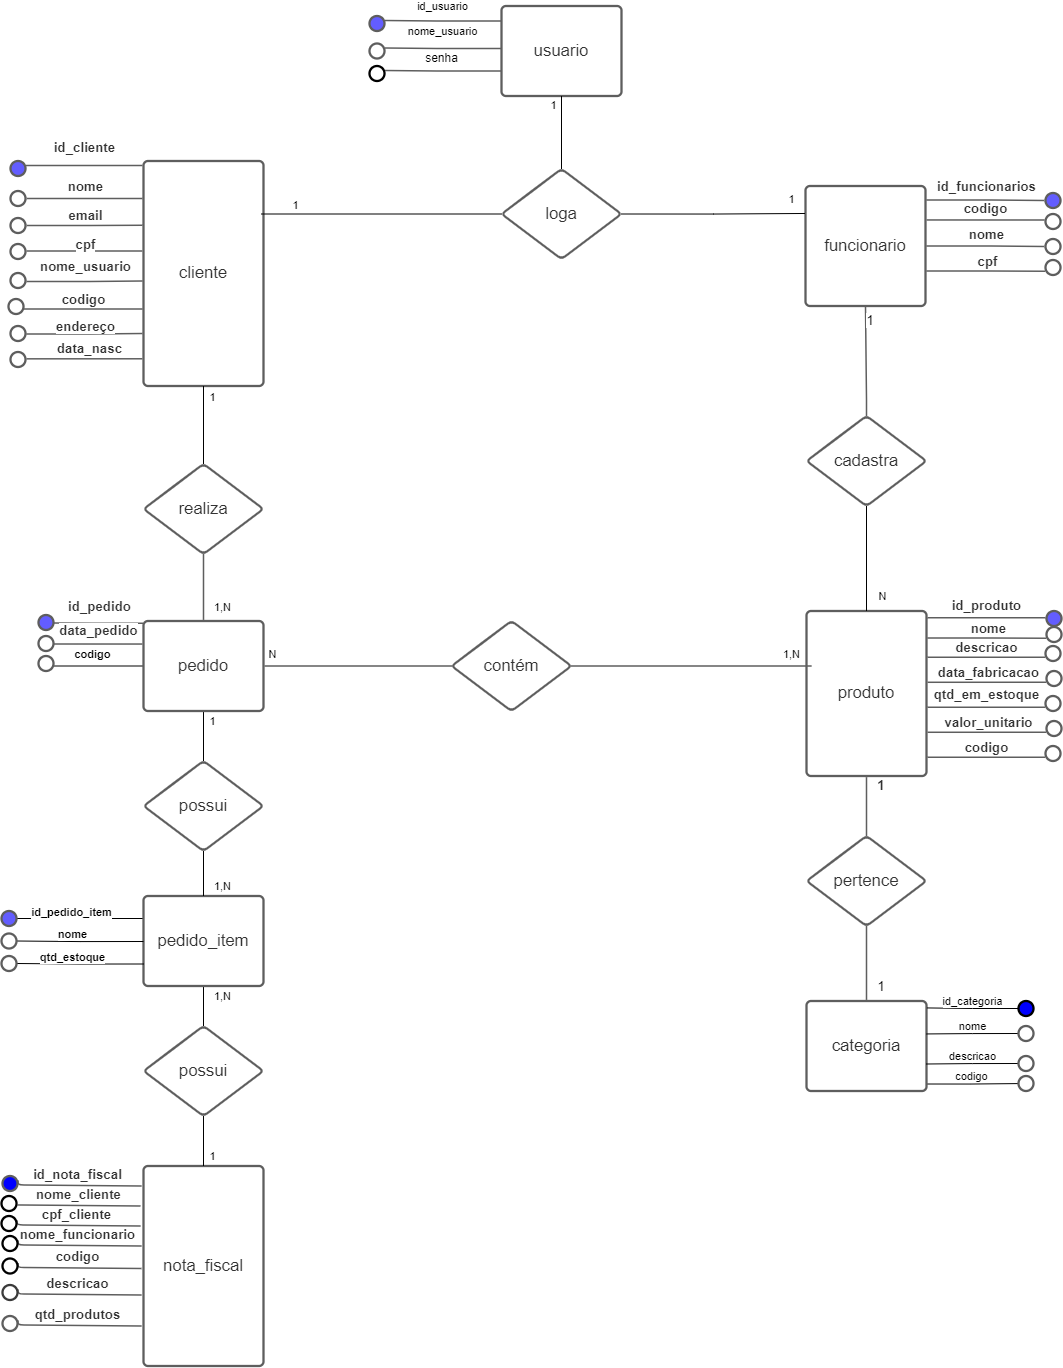 id_usuario
nome_usuario
senha
usuario
1
id_cliente
nome
email
cpf
nome_usuario
codigo
endereço
data_nasc
cliente
1
loga
1
funcionario
id_funcionarios
codigo
nome
cpf
1
1
realiza
cadastra
1,N
N
id_pedido
data_pedido
codigo
pedido
N
contém
1,N
produto
id_produto
nome
descricao
data_fabricacao
qtd_em_estoque
valor_unitario
codigo
1
1
possui
pertence
1,N
1
id_pedido_item
nome
qtd_estoque
pedido_item
1,N
categoria
id_categoria
nome
descricao
codigo
possui
1
id_nota_fiscal
nome_cliente
cpf_cliente
nome_funcionario
codigo
descricao
qtd_produtos
nota_fiscal